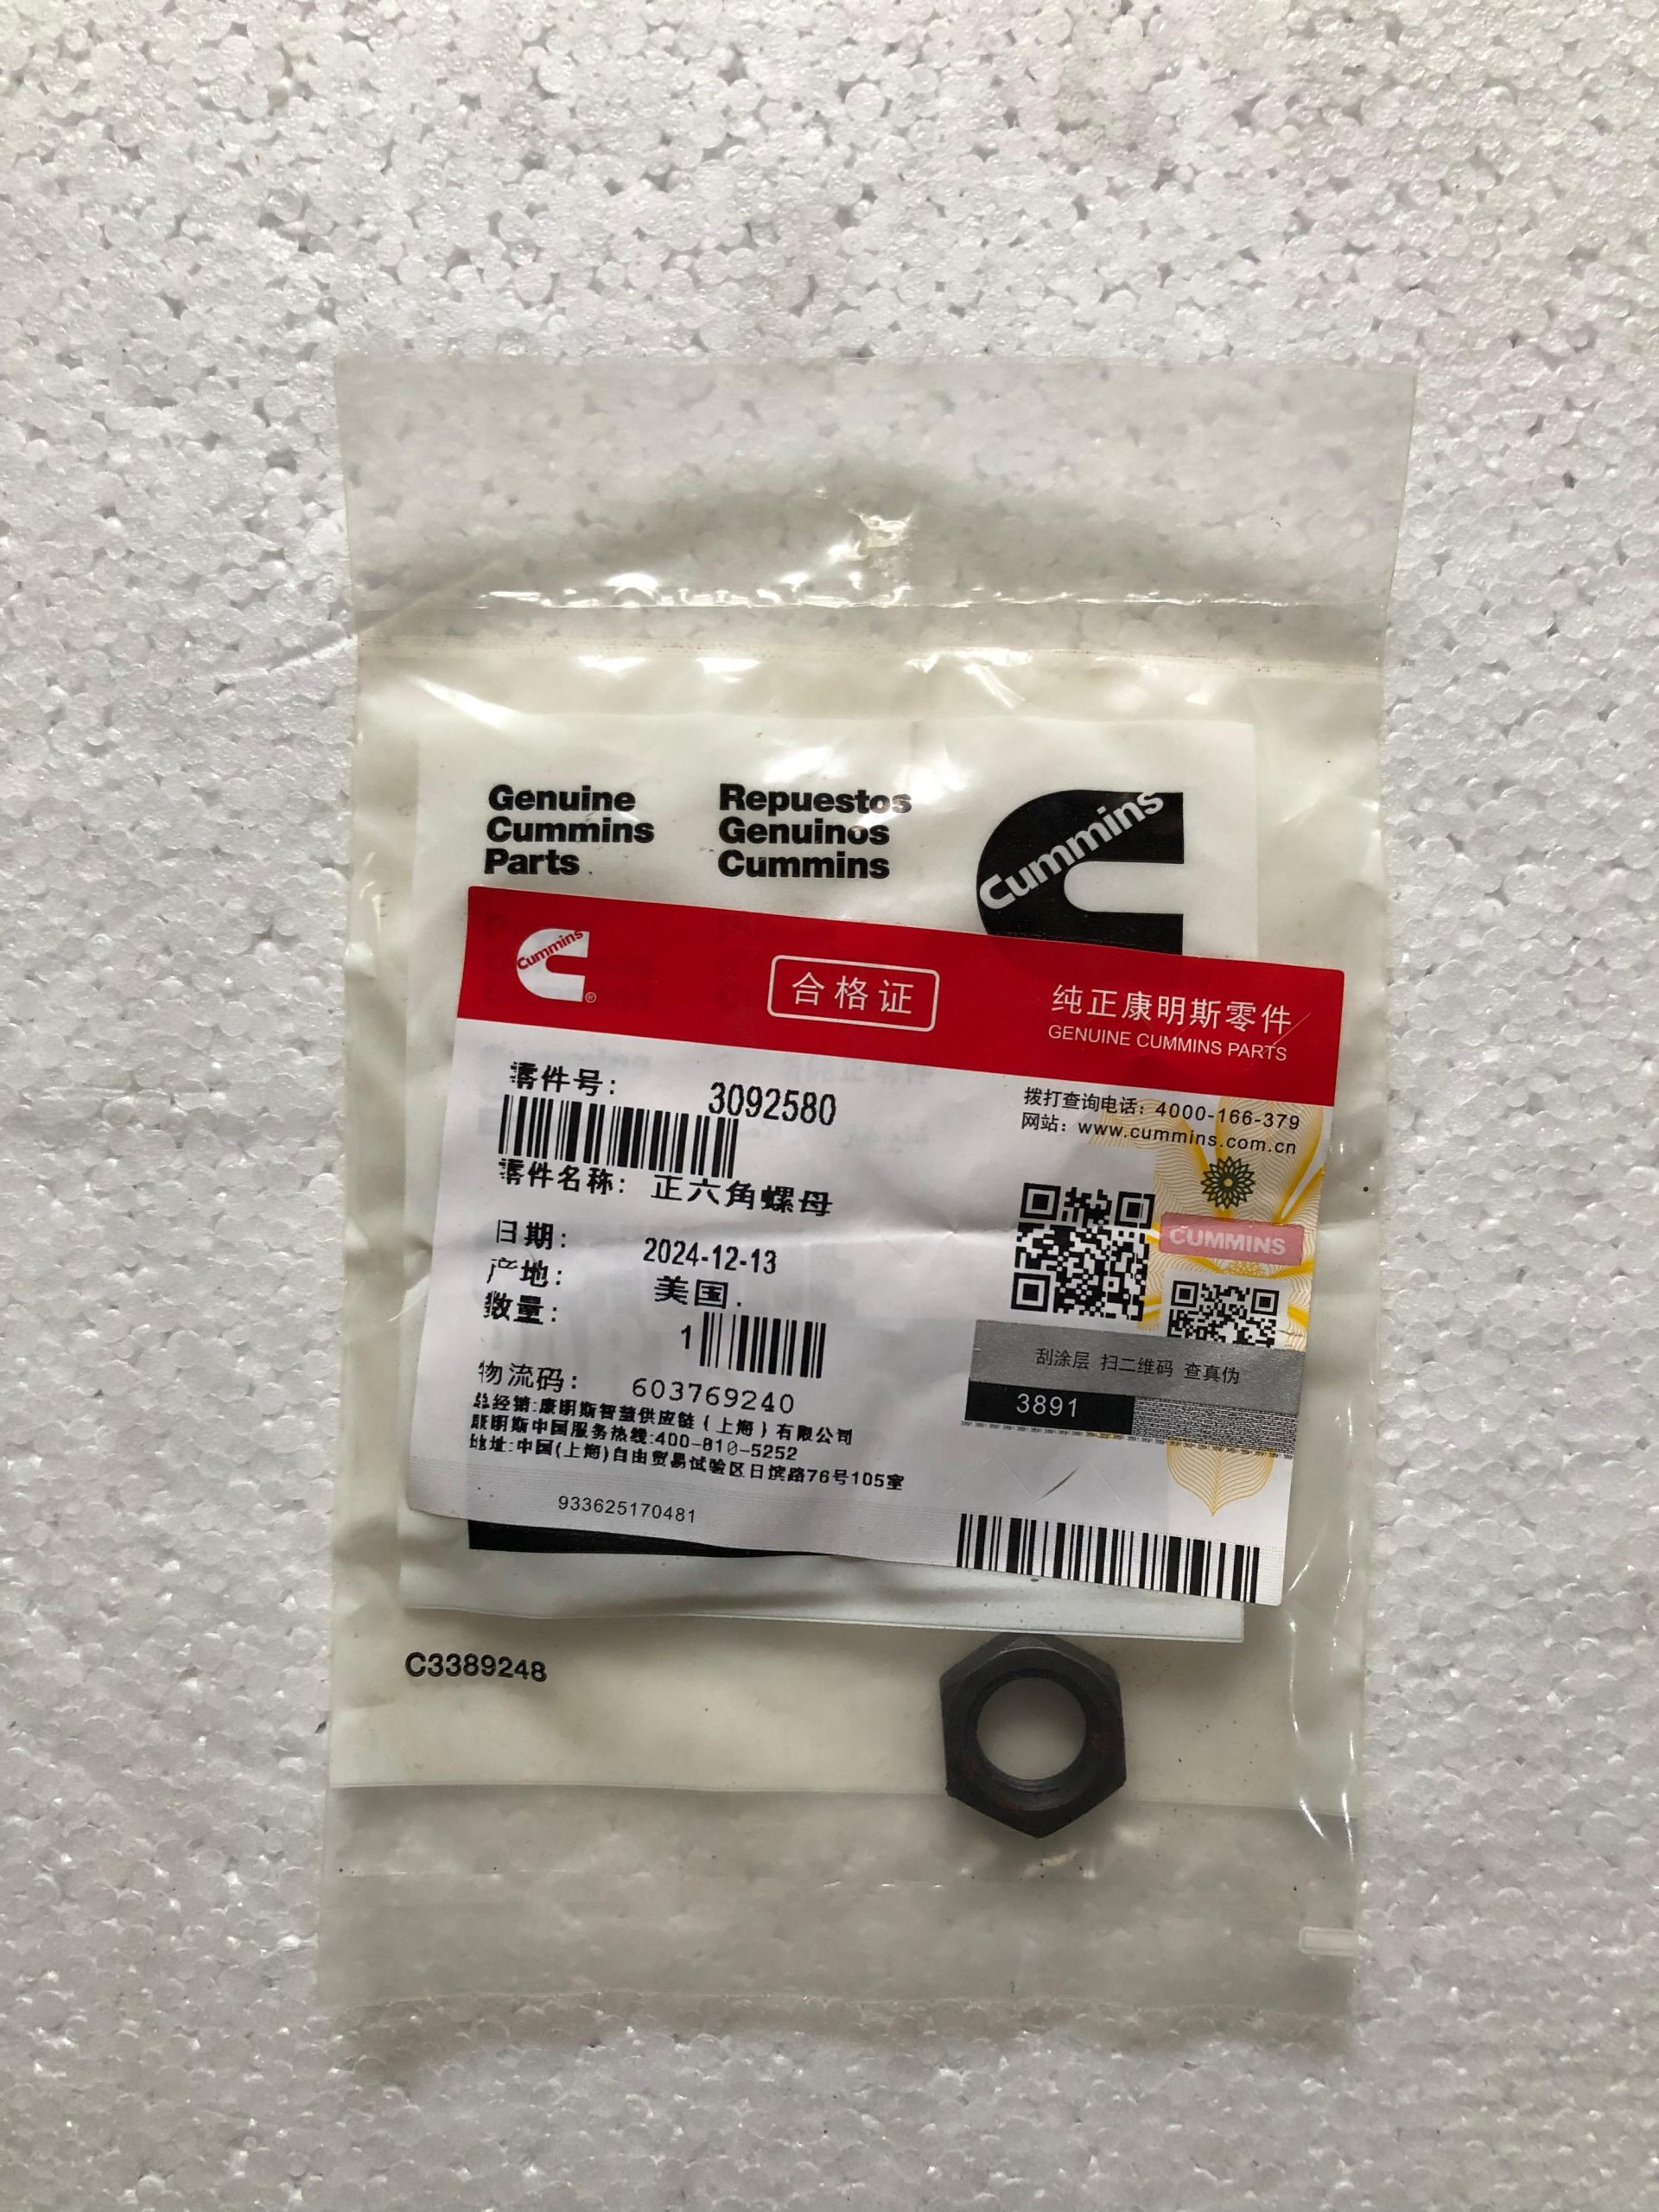 Genuine
Cummins
Parts
Repuestos
Genuinos
Cummins
Cummins
Cummins
®
合格证
纯正康明斯零件
GENUINE CUMMINS PARTS
零件号: 3092580
零件名称: 正六角螺母
日期: 2024-12-13
产地: 美国.
数量: 1
物流码: 603769240
总经销:康明斯智慧供应链(上海)有限公司
康明斯中国服务热线:400-810-5252
地址:中国(上海)自由贸易试验区日滨路76号105室
933625170481
拨打查询电话: 4000-166-379
网站: www.cummins.com.cn
CUMMINS
刮涂层 扫二维码 查真伪
3891
C3389248